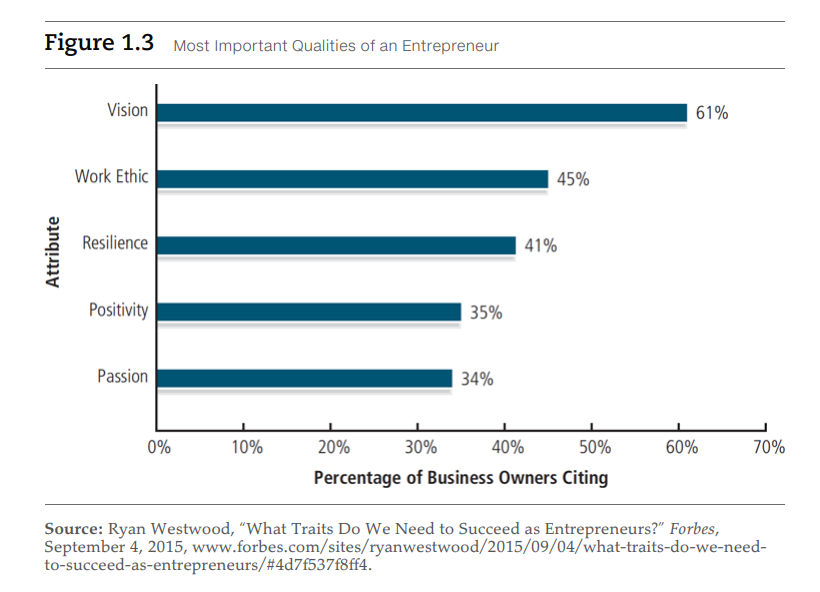 Figure 1.3 Most Important Qualities of an Entrepreneur
Attribute
Vision 61%
Work Ethic 45%
Resilience 41%
Positivity 35%
Passion 34%
0% 10% 20% 30% 40% 50% 60% 70%
Percentage of Business Owners Citing
Source: Ryan Westwood, “What Traits Do We Need to Succeed as Entrepreneurs?” Forbes,
September 4, 2015, www.forbes.com/sites/ryanwestwood/2015/09/04/what-traits-do-we-need-
to-succeed-as-entrepreneurs/#4d7f537f8ff4.